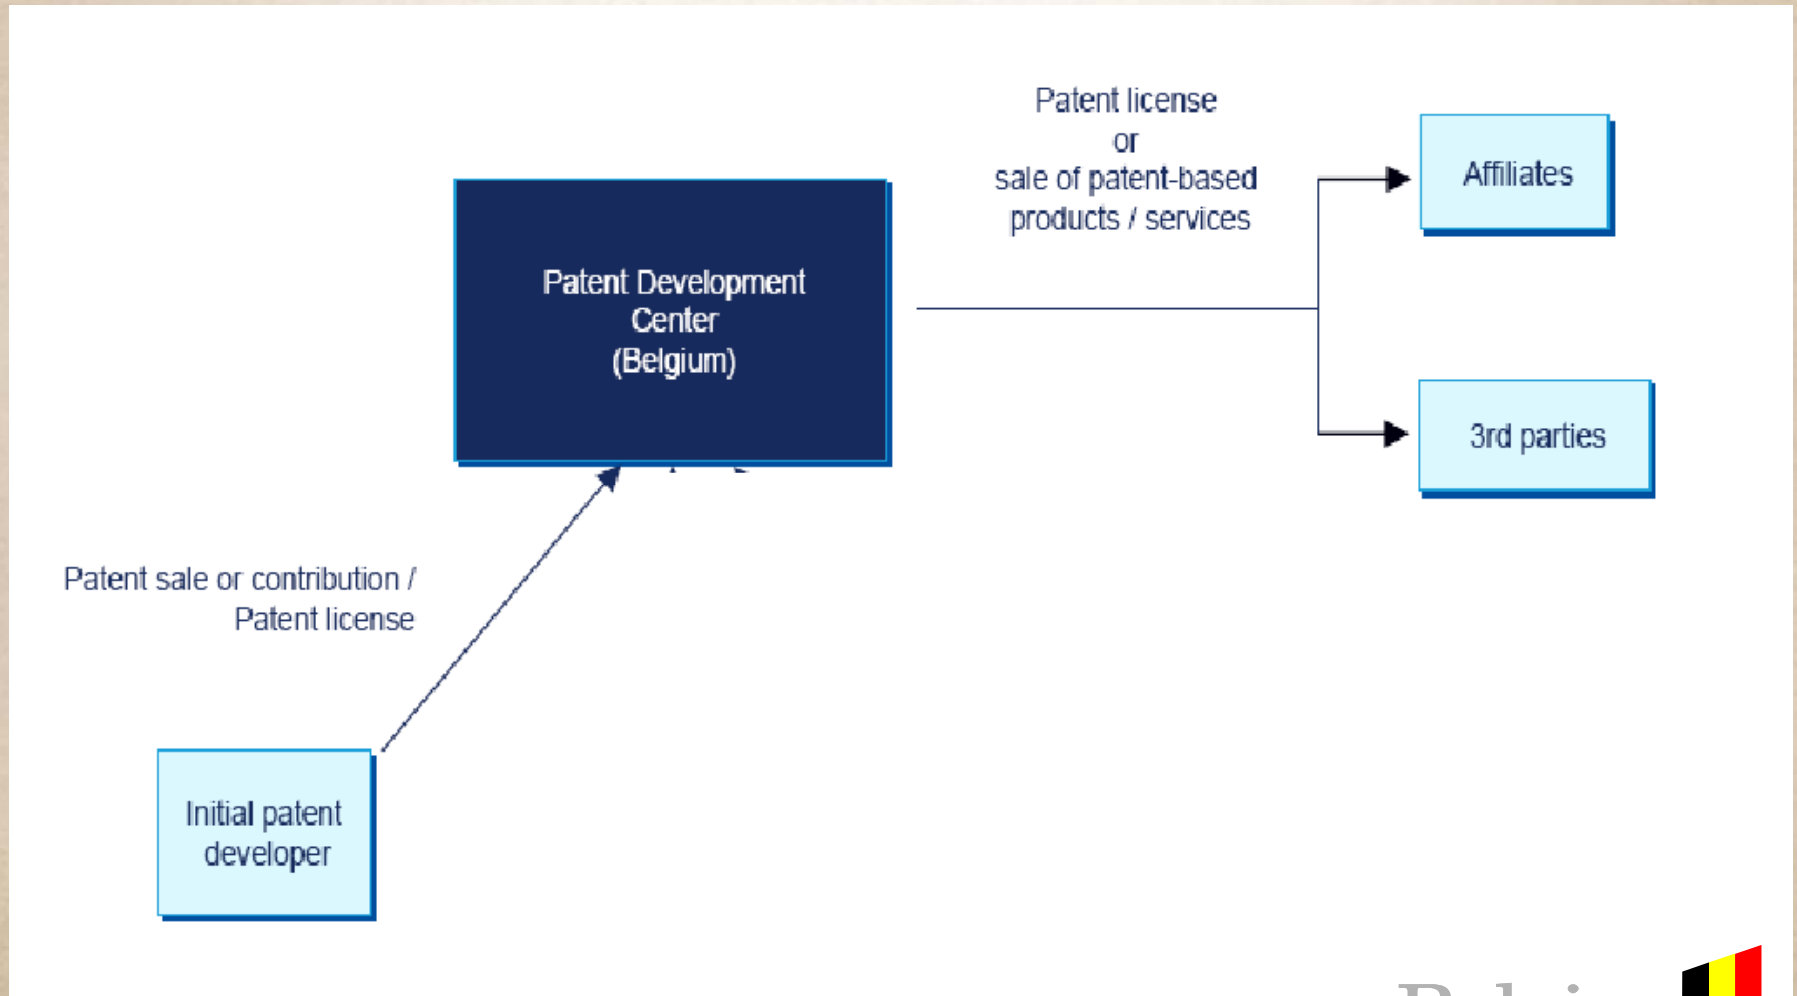 Patent license
or
sale of patent-based
products / services
Affiliates
Patent Development
Center
(Belgium)
3rd parties
Patent sale or contribution /
Patent license
Initial patent
developer